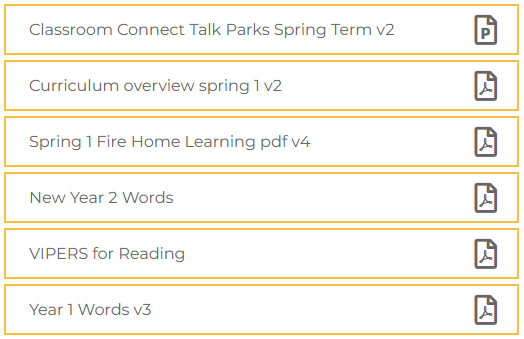 Classroom Connect Talk Parks Spring Term v2
Curriculum overview spring 1 v2
Spring 1 Fire Home Learning pdf v4
New Year 2 Words
VIPERS for Reading
Year 1 Words v3